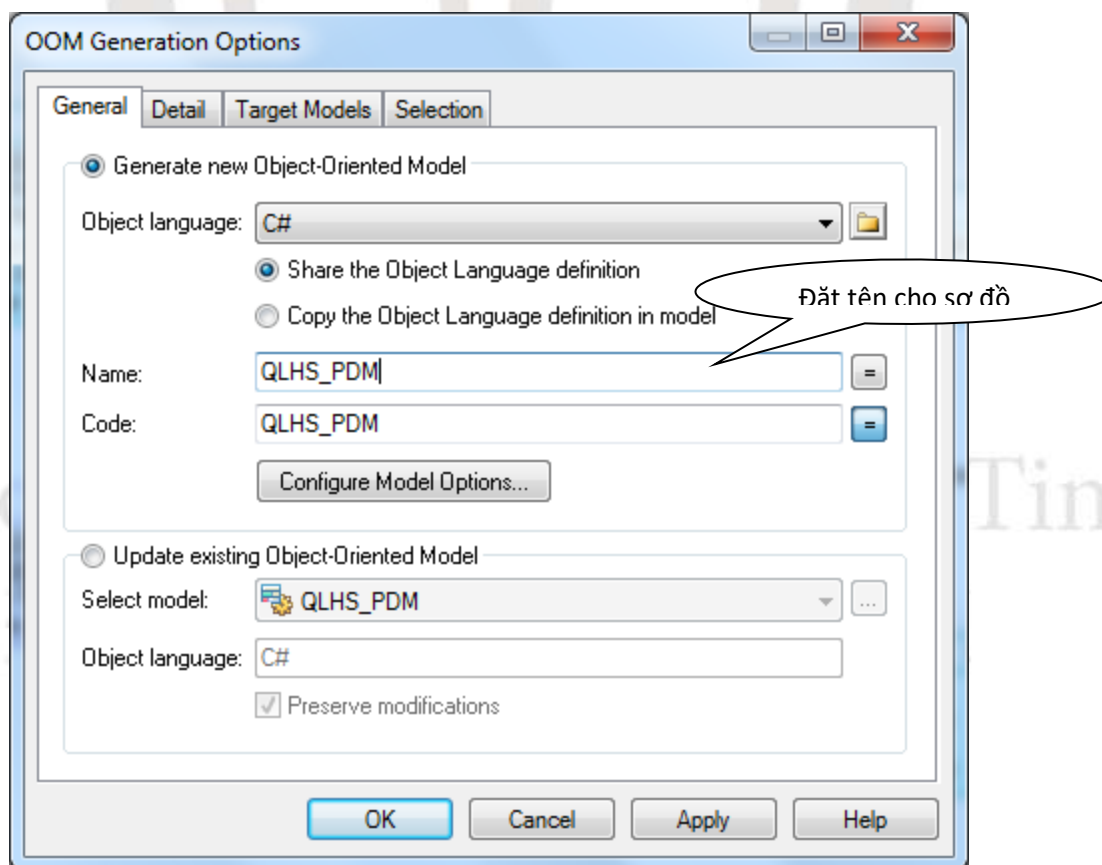 OOM Generation Options
General Detail Target Models Selection
Generate new Object-Oriented Model
Object language: C#
Share the Object Language definition
Copy the Object Language definition in model
Đặt tên cho sơ đồ
Name: QLHS_PDM =
Code: QLHS_PDM =
Configure Model Options...
Tin
Update existing Object-Oriented Model
Select model: QLHS_PDM ...
Object language: C#
Preserve modifications
OK Cancel Apply Help